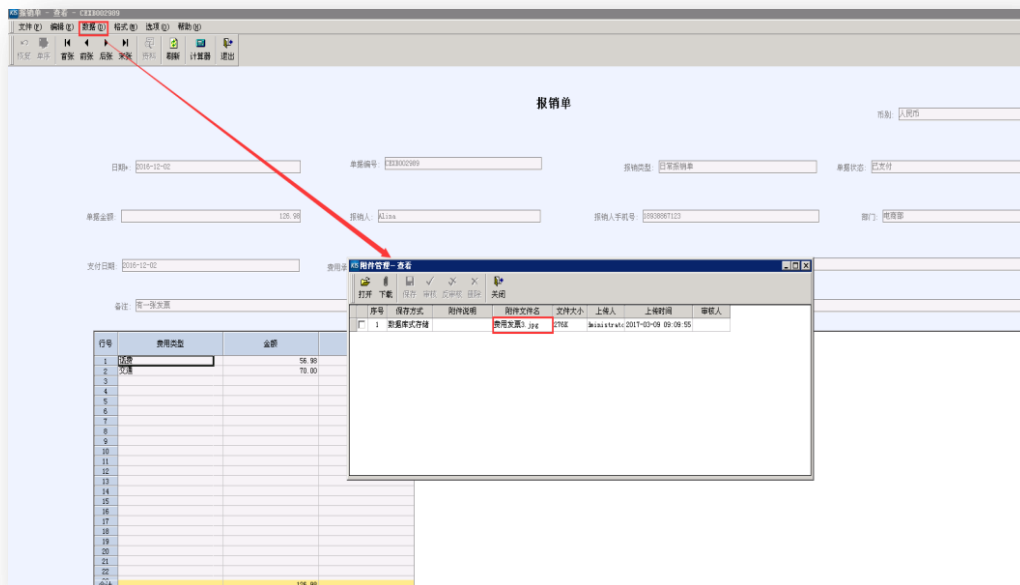 报销单 - 查看 - CEXD002989
文件(F) 编辑(E) 数据(D) 格式(M) 选项(O) 帮助(H)
恢复 单序 首张 前张 后张 末张 资料 刷新 计算器 退出
报销单
币别: 人民币
日期*: 2016-12-02
单据编号: CEXD002989
报销类型: 日常报销单
单据状态: 已支付
单据金额: 126.98
报销人: Alina
报销人手机号: 18938867123
部门: 电商部
支付日期: 2016-12-02
费用承
备注: 有一张发票
附件管理- 查看
打开 下载 保存 审核 反审核 删除 关闭
序号 保存方式 附件说明 附件文件名 文件大小 上传人 上传时间 审核人
1 数据库式存储 费用发票3.jpg 276K ministrato 2017-03-09 09:09:55
行号 费用类型 金额
1 话费 56.98
2 交通 70.00
3
4
5
6
7
8
9
10
11
12
13
14
15
16
17
18
19
20
21
22
合计 126.98